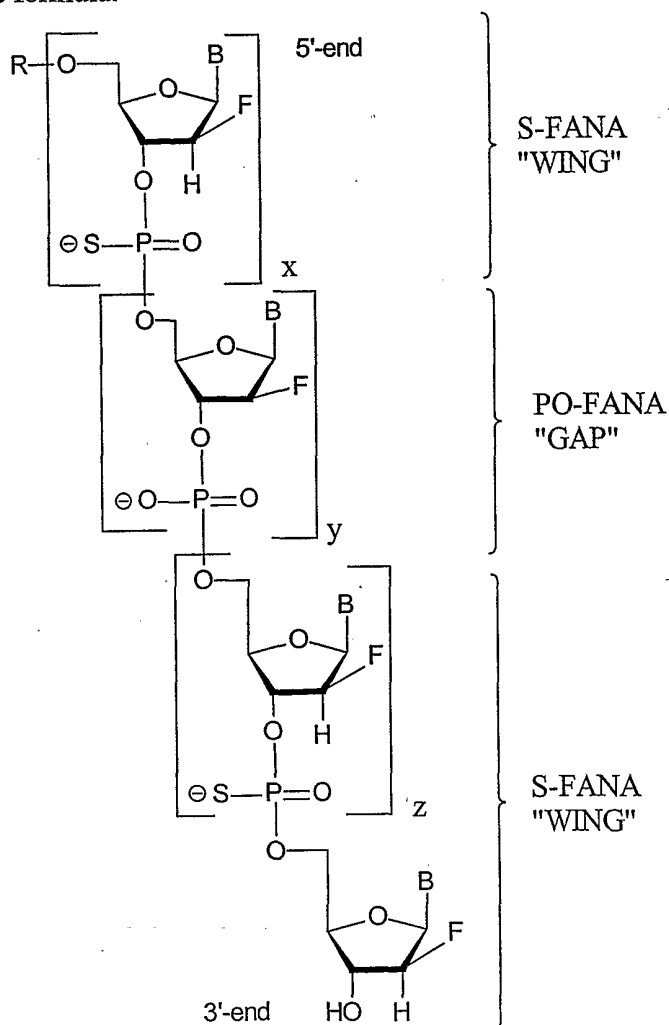 5'-end
R
O
B
O
F
S-FANA
"WING"
O
H
⊖S
P
O
x
O
B
O
F
PO-FANA
"GAP"
O
⊖O
P
O
y
O
B
O
F
O
H
⊖S
P
O
z
S-FANA
"WING"
O
B
O
F
3'-end
HO
H